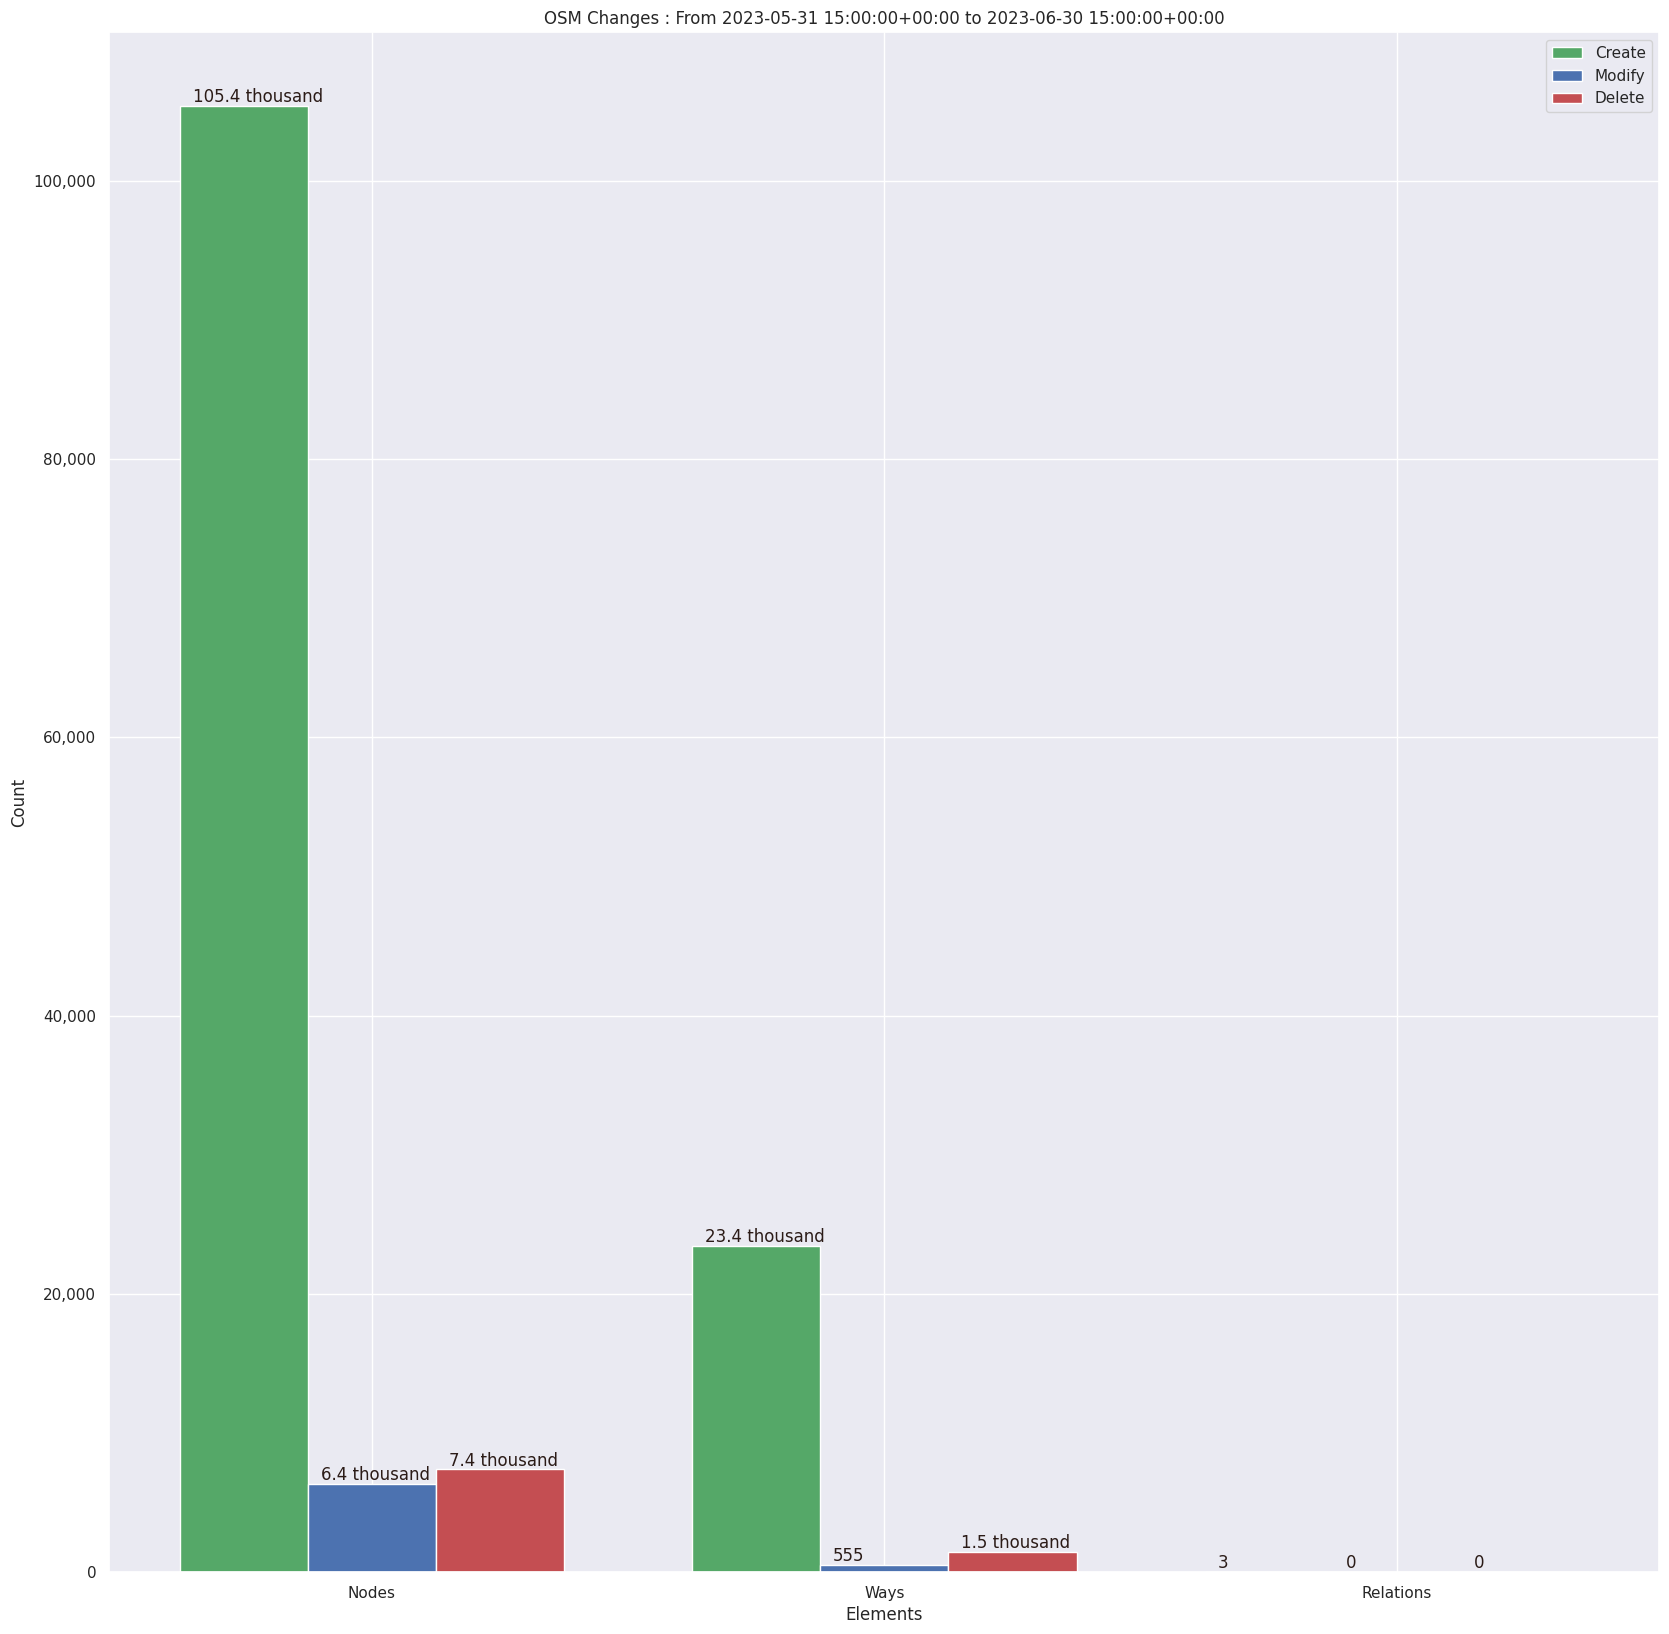 OSM Changes : From 2023-05-31 15:00:00+00:00 to 2023-06-30 15:00:00+00:00
Create
Modify
Delete
105.4 thousand
100,000
80,000
60,000
Count
40,000
23.4 thousand
20,000
7.4 thousand
6.4 thousand
1.5 thousand
555
3
0
0
0
Nodes
Ways
Relations
Elements